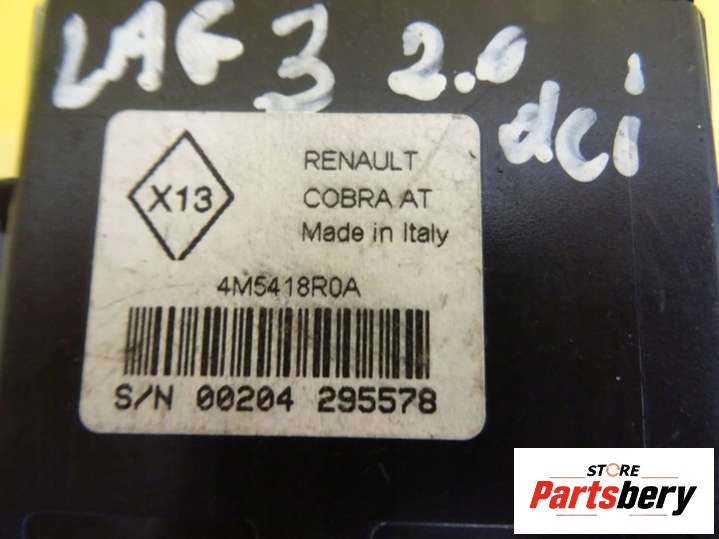 LAG 3 2.0 dci
X13
RENAULT
COBRA AT
Made in Italy
4M5418R0A
S/N 00204 295578
STORE
Partsbery